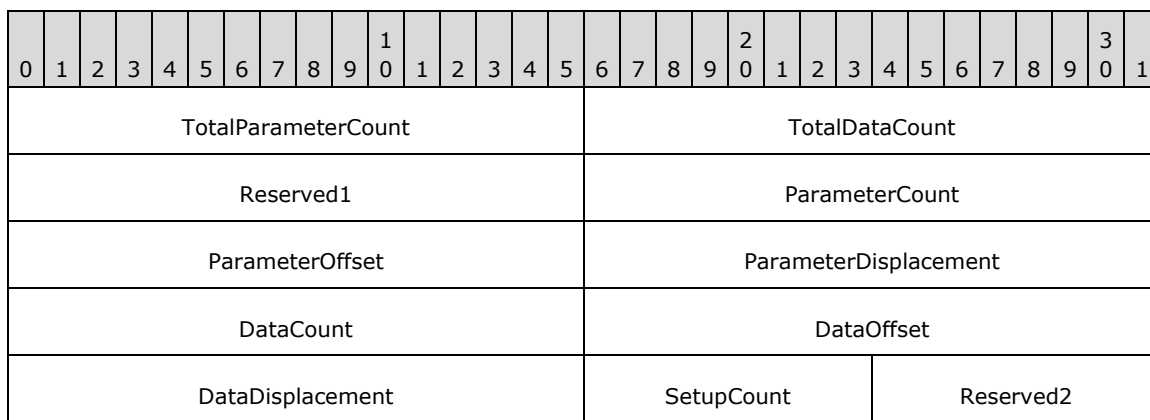 1 2 3
0 1 2 3 4 5 6 7 8 9 0 1 2 3 4 5 6 7 8 9 0 1 2 3 4 5 6 7 8 9 0 1
TotalParameterCount TotalDataCount
Reserved1 ParameterCount
ParameterOffset ParameterDisplacement
DataCount DataOffset
DataDisplacement SetupCount Reserved2